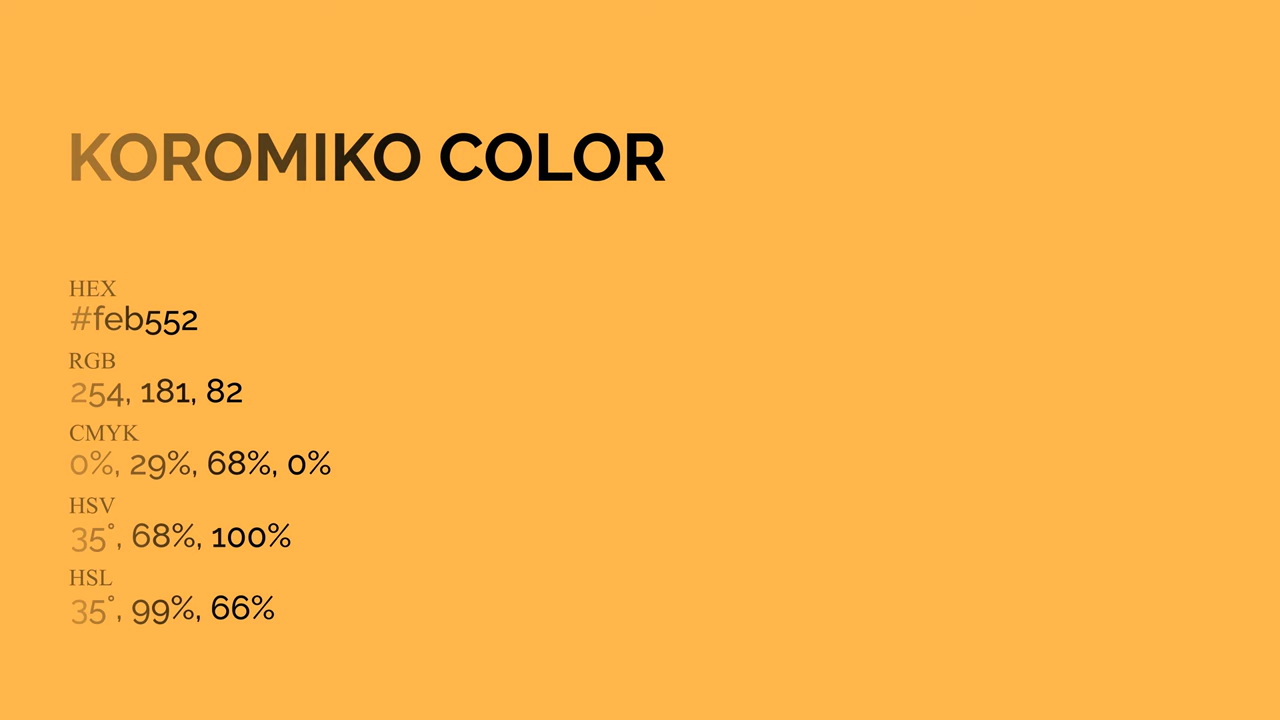 KOROMIKO COLOR
HEX
#feb552
RGB
254, 181, 82
CMYK
0%, 29%, 68%, 0%
HSV
35°, 68%, 100%
HSL
35°, 99%, 66%